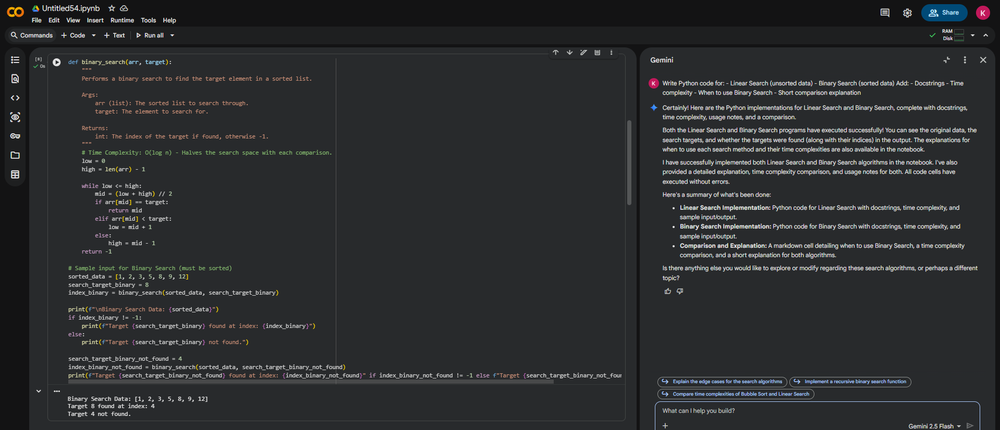 Untitled54.ipynb
File Edit View Insert Runtime Tools Help
Share
K
Commands
+ Code
+ Text
Run all
RAM
Disk
[8]
0s
def binary_search(arr, target):
    """
    Performs a binary search to find the target element in a sorted list.

    Args:
        arr (list): The sorted list to search through.
        target: The element to search for.

    Returns:
        int: The index of the target if found, otherwise -1.
    """
    # Time Complexity: O(log n) - Halves the search space with each comparison.
    low = 0
    high = len(arr) - 1

    while low <= high:
        mid = (low + high) // 2
        if arr[mid] == target:
            return mid
        elif arr[mid] < target:
            low = mid + 1
        else:
            high = mid - 1
    return -1

# Sample input for Binary Search (must be sorted)
sorted_data = [1, 2, 3, 5, 8, 9, 12]
search_target_binary = 8
index_binary = binary_search(sorted_data, search_target_binary)

print(f"\nBinary Search Data: {sorted_data}")
if index_binary != -1:
    print(f"Target {search_target_binary} found at index: {index_binary}")
else:
    print(f"Target {search_target_binary} not found.")

search_target_binary_not_found = 4
index_binary_not_found = binary_search(sorted_data, search_target_binary_not_found)
print(f"Target {search_target_binary_not_found} found at index: {index_binary_not_found}" if index_binary_not_found != -1 else f"Target {search_target_binary_not_four
Binary Search Data: [1, 2, 3, 5, 8, 9, 12]
Target 8 found at index: 4
Target 4 not found.
Gemini
K
Write Python code for: - Linear Search (unsorted data) - Binary Search (sorted data) Add: - Docstrings - Time
complexity - When to use Binary Search - Short comparison explanation
Certainly! Here are the Python implementations for Linear Search and Binary Search, complete with docstrings,
time complexity, usage notes, and a comparison.
Both the Linear Search and Binary Search programs have executed successfully! You can see the original data, the
search targets, and whether the targets were found (along with their indices) in the output. The explanations for
when to use each search method and their time complexities are also available in the notebook.
I have successfully implemented both Linear Search and Binary Search algorithms in the notebook. I've also
provided a detailed explanation, time complexity comparison, and usage notes for both. All code cells have
executed without errors.
Here's a summary of what's been done:
• Linear Search Implementation: Python code for Linear Search with docstrings, time complexity, and
sample input/output.
• Binary Search Implementation: Python code for Binary Search with docstrings, time complexity, and
sample input/output.
• Comparison and Explanation: A markdown cell detailing when to use Binary Search, a time complexity
comparison, and a short explanation for both algorithms.
Is there anything else you would like to explore or modify regarding these search algorithms, or perhaps a different
topic?
Explain the edge cases for the search algorithms
Implement a recursive binary search function
Compare time complexities of Bubble Sort and Linear Search
What can I help you build?
+
Gemini 2.5 Flash